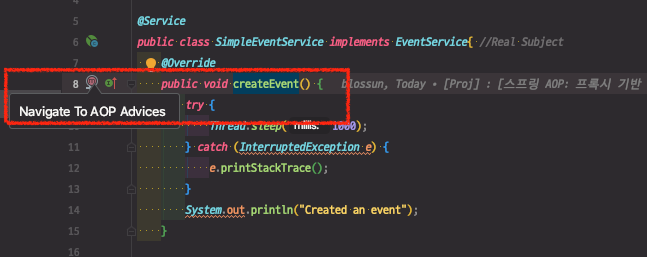 4
5 @Service
6 public class SimpleEventService implements EventService{ //Real Subject
7 @Override
8 public void createEvent() { blossun, Today • [Proj] : [스프링 AOP: 프록시 기반
Navigate To AOP Advices
try {
Thread.sleep( millis: 1000);
11 } catch (InterruptedException e) {
12 e.printStackTrace();
13 }
14 System.out.println("Created an event");
15 }
16